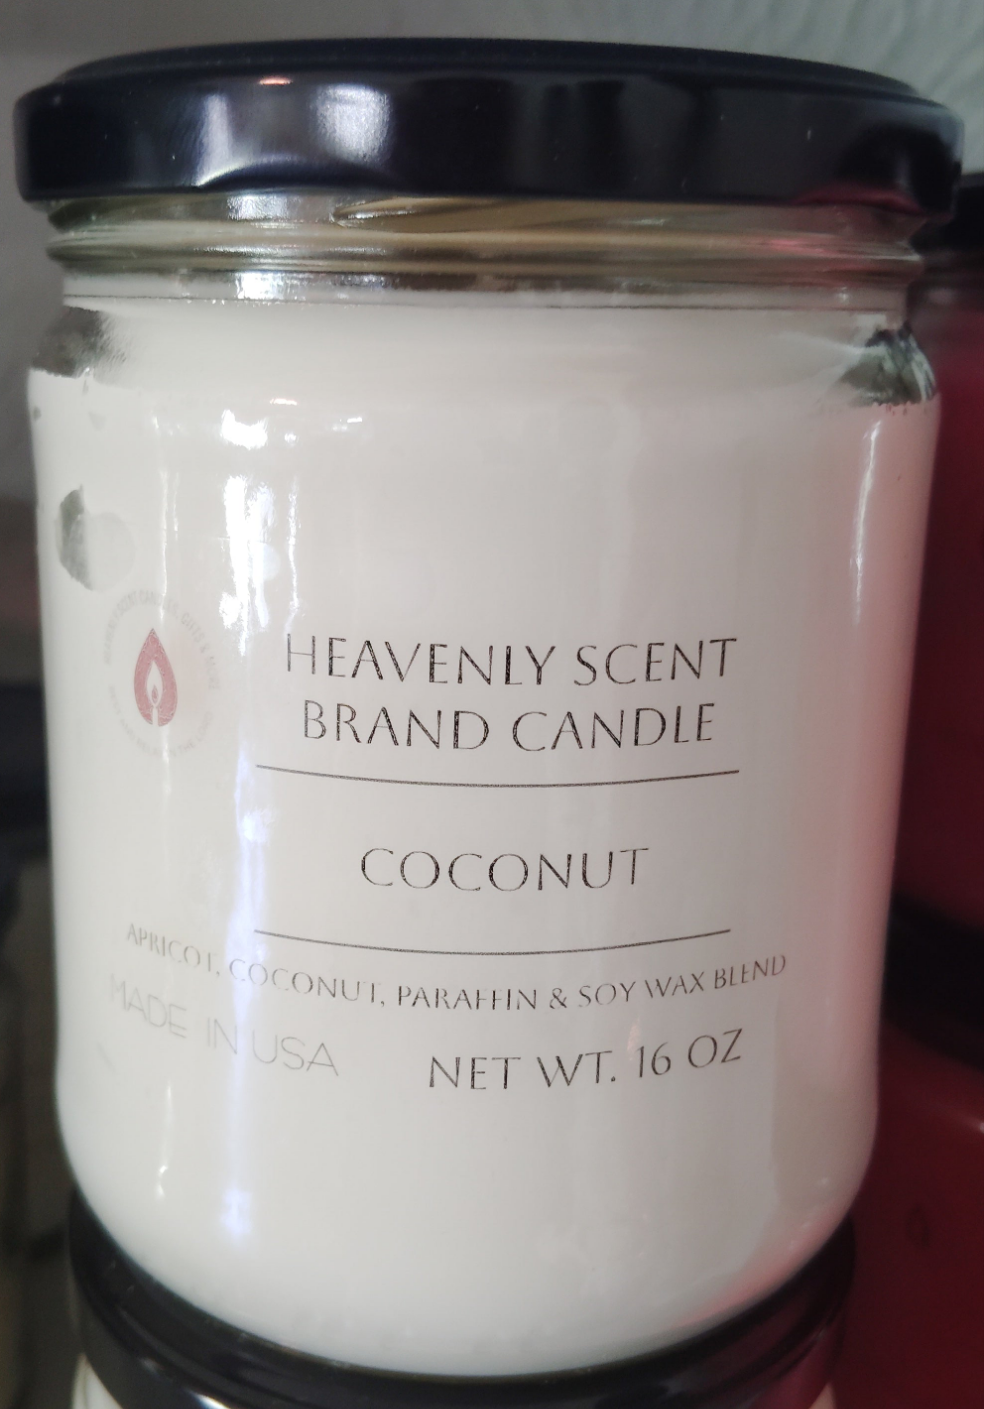 HEAVENLY SCENT
BRAND CANDLE
COCONUT
APRICOT, COCONUT, PARAFFIN & SOY WAX BLEND
MADE IN USA
NET WT. 16 OZ